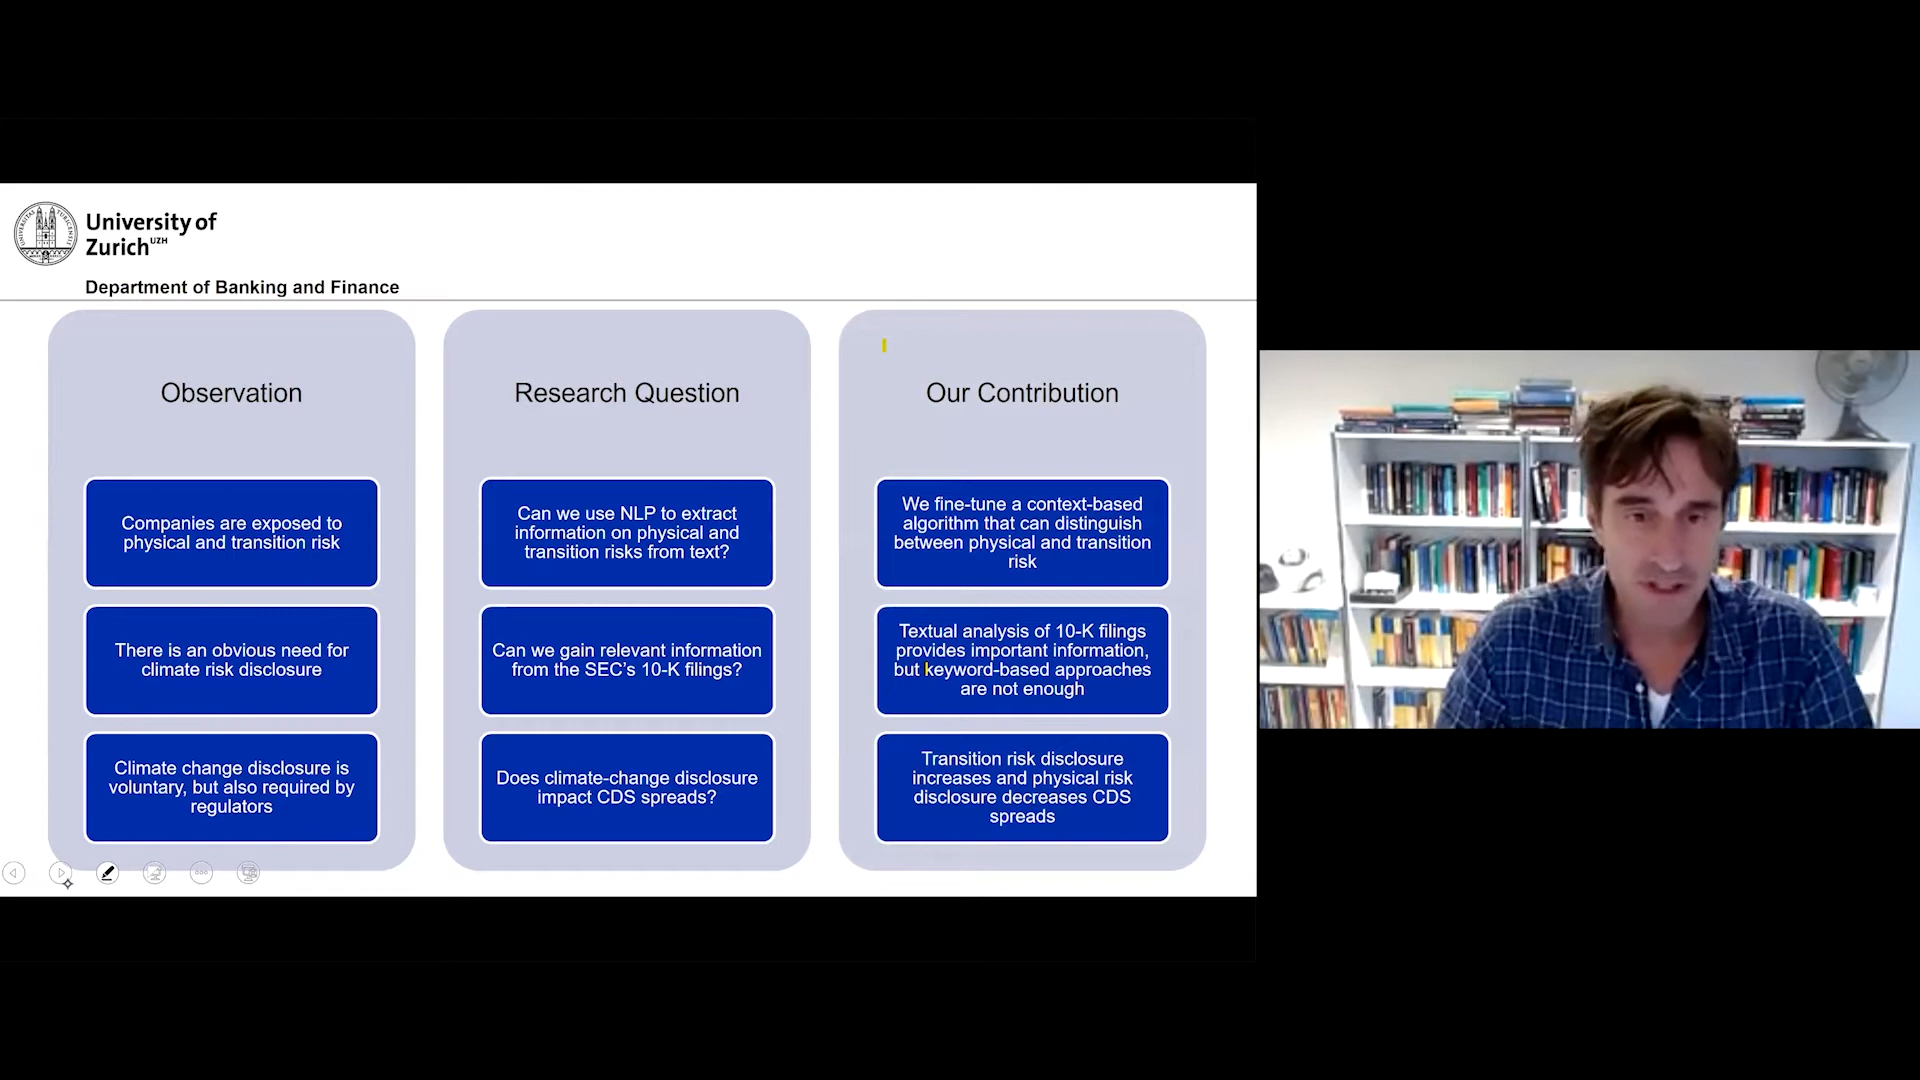 University of
Zurich UZH
Department of Banking and Finance
Observation
Companies are exposed to
physical and transition risk
There is an obvious need for
climate risk disclosure
Climate change disclosure is
voluntary, but also required by
regulators
Research Question
Can we use NLP to extract
information on physical and
transition risks from text?
Can we gain relevant information
from the SEC's 10-K filings?
Does climate-change disclosure
impact CDS spreads?
Our Contribution
We fine-tune a context-based
algorithm that can distinguish
between physical and transition
risk
Textual analysis of 10-K filings
provides important information,
but keyword-based approaches
are not enough
Transition risk disclosure
increases and physical risk
disclosure decreases CDS
spreads